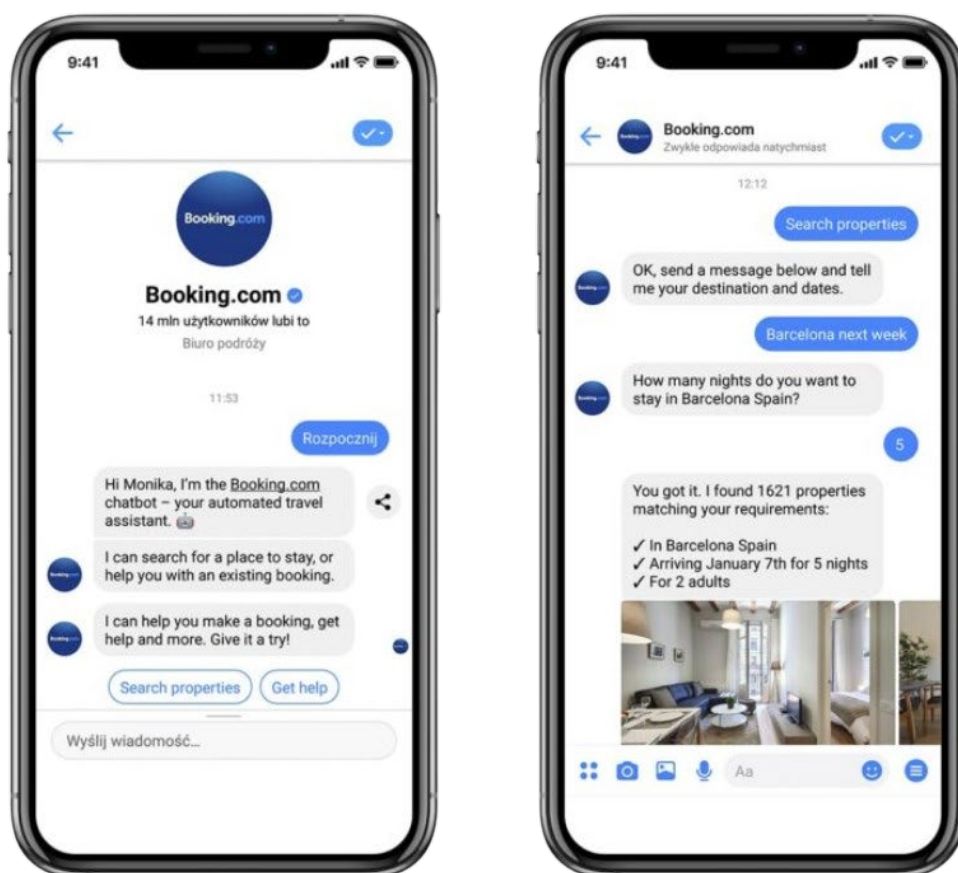 9:41
Booking.com
Booking.com
14 mln użytkowników lubi to
Biuro podróży
11:53
Rozpocznij
Hi Monika, I'm the Booking.com
chatbot – your automated travel
assistant. 🤖
I can search for a place to stay, or
help you with an existing booking.
I can help you make a booking, get
help and more. Give it a try!
Search properties
Get help
Wyślij wiadomość...
9:41
Booking.com
Zwykle odpowiada natychmiast
12:12
Search properties
OK, send a message below and tell
me your destination and dates.
Barcelona next week
How many nights do you want to
stay in Barcelona Spain?
5
You got it. I found 1621 properties
matching your requirements:
✓ In Barcelona Spain
✓ Arriving January 7th for 5 nights
✓ For 2 adults
Aa